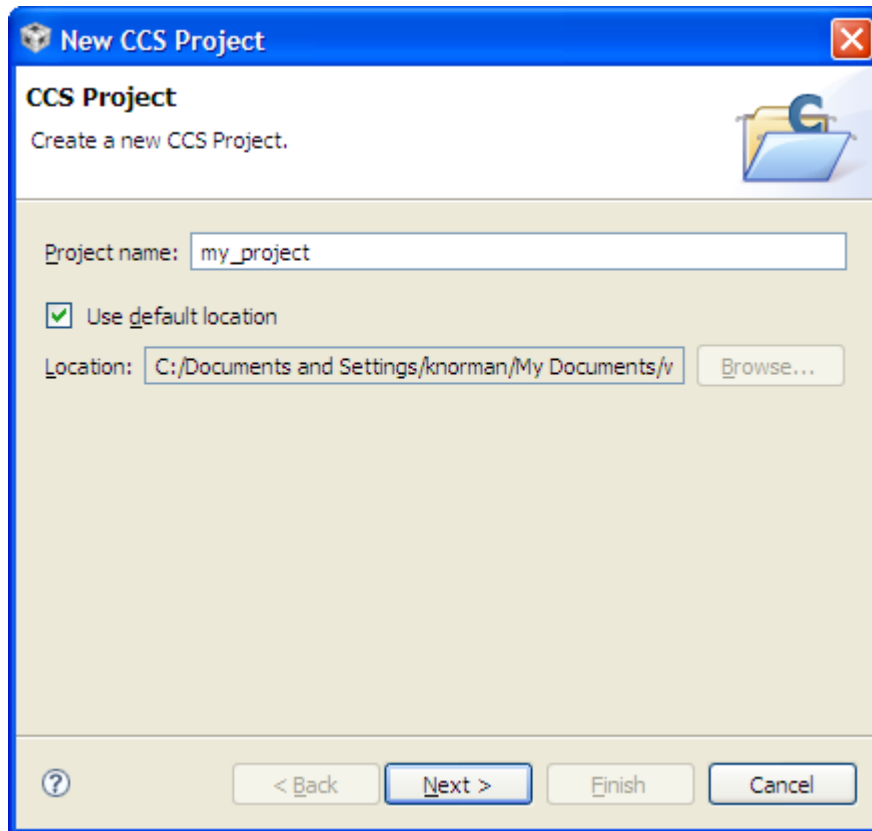 New CCS Project
CCS Project
Create a new CCS Project.
Project name: my_project
Use default location
Location: C:/Documents and Settings/knorman/My Documents/ Browse...
? < Back Next > Finish Cancel